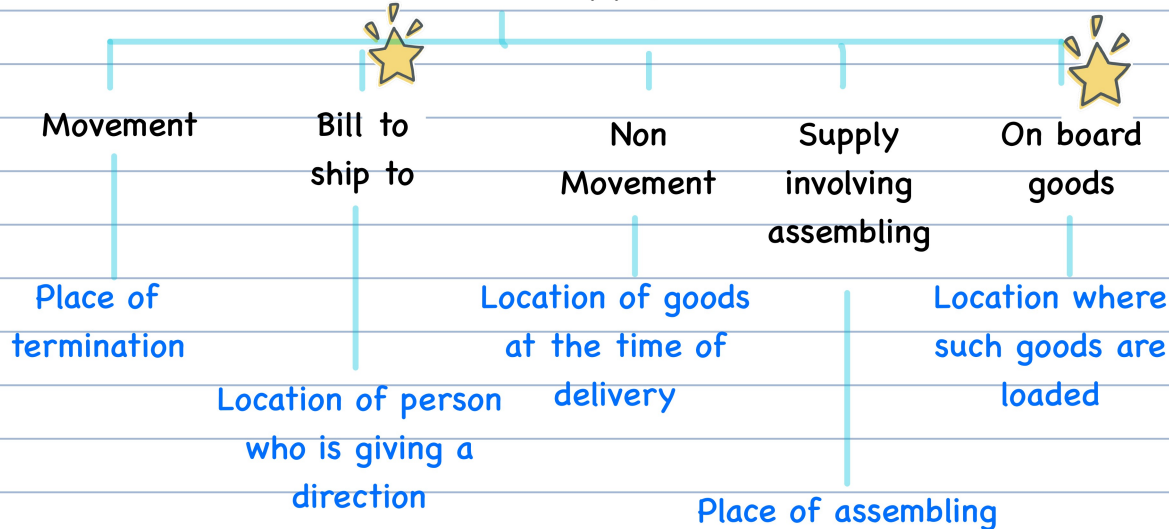 Movement
Bill to
ship to
Non
Movement
Supply
involving
assembling
On board
goods
Place of
termination
Location of person
who is giving a
direction
Location of goods
at the time of
delivery
Place of assembling
Location where
such goods are
loaded